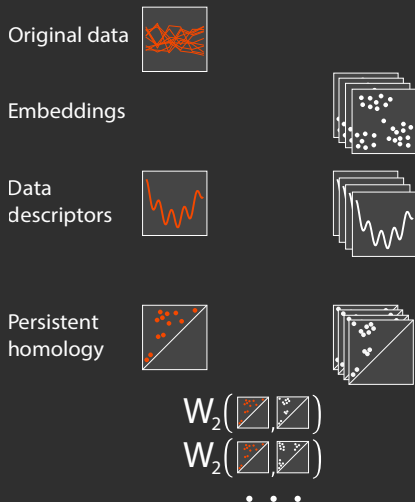 Original data
Embeddings
Data
descriptors
Persistent
homology
W₂( , )
W₂( , )
. . .